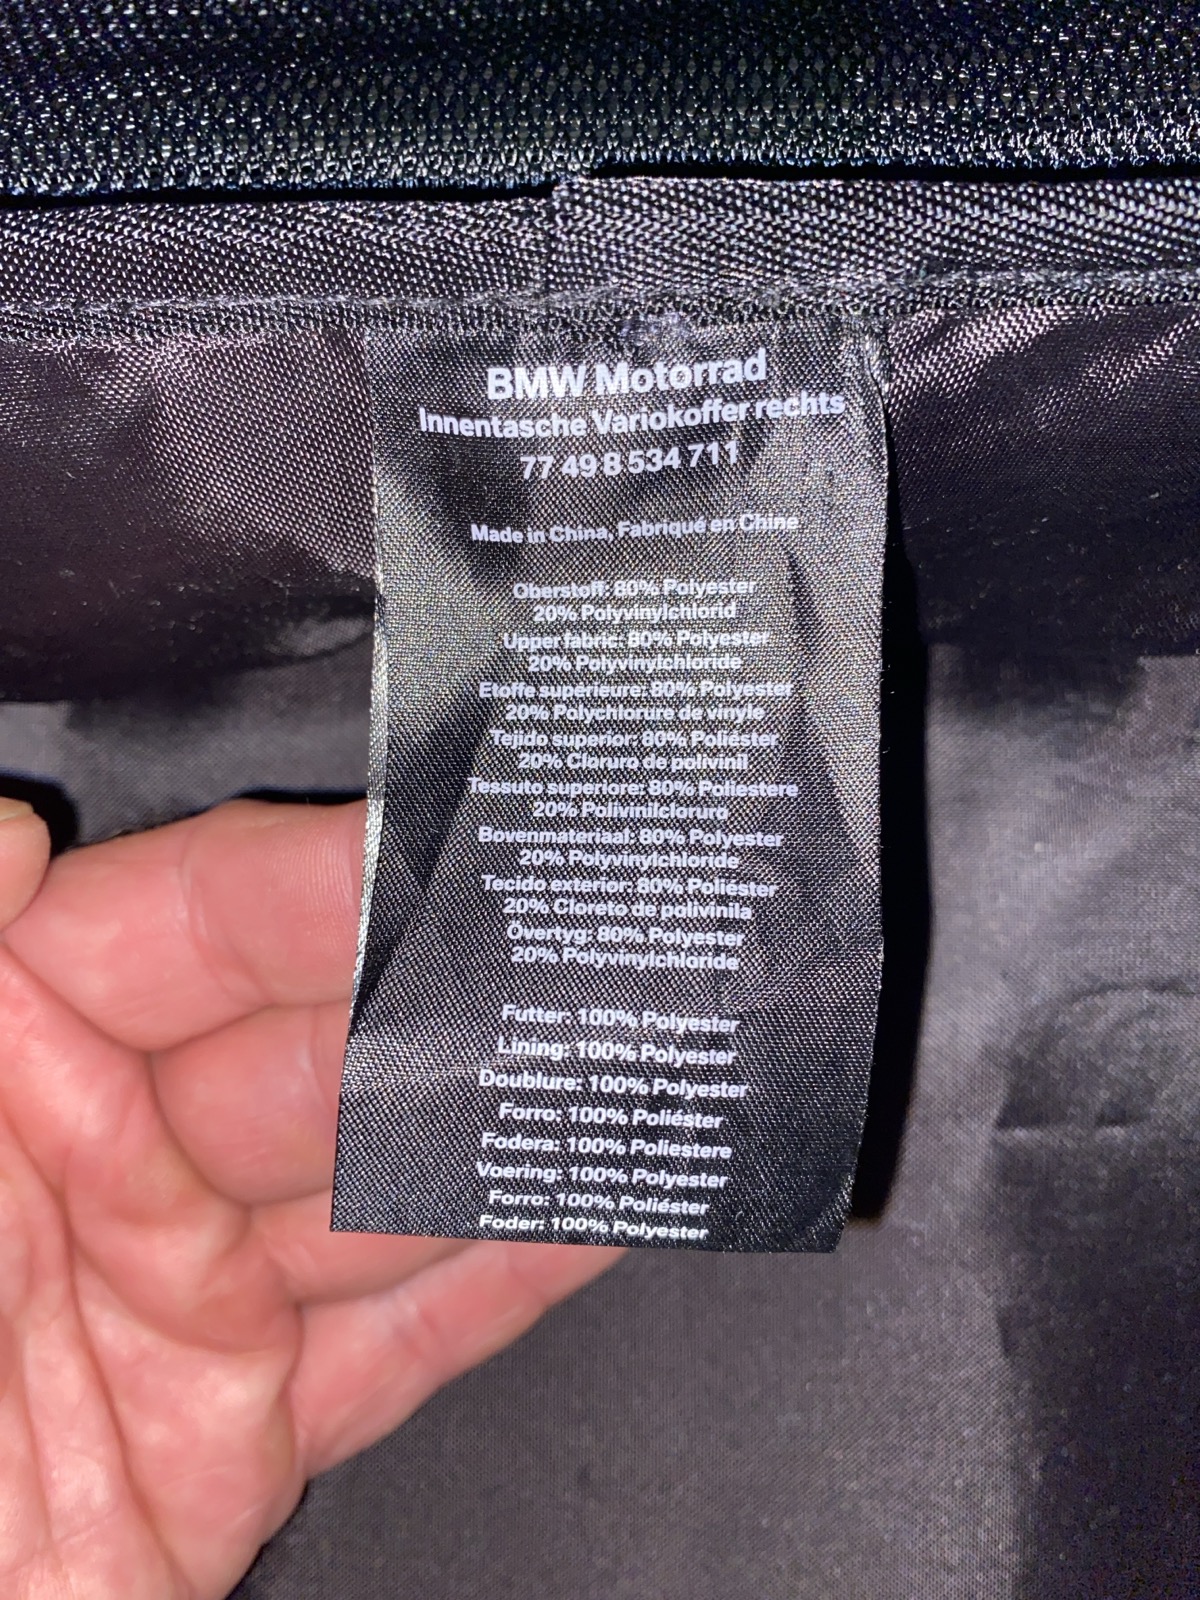 BMW Motorrad
Innentasche Variokoffer rechts
77 49 8 534 711
Made in China, Fabriqué en Chine
Oberstoff: 80% Polyester
20% Polyvinylchlorid
Upper fabric: 80% Polyester
20% Polyvinylchloride
Etoffe superieure: 80% Polyester
20% Polychlorure de vinyle
Tejido superior: 80% Poliéster
20% Cloruro de polivinil
Tessuto superiore: 80% Poliestere
20% Polivinilcloruro
Bovenmateriaal: 80% Polyester
20% Polyvinylchloride
Tecido exterior: 80% Poliéster
20% Cloreto de polivinila
Övertyg: 80% Polyester
20% Polyvinylchloride
Futter: 100% Polyester
Lining: 100% Polyester
Doublure: 100% Polyester
Forro: 100% Poliéster
Fodera: 100% Poliestere
Voering: 100% Polyester
Forro: 100% Poliéster
Foder: 100% Polyester